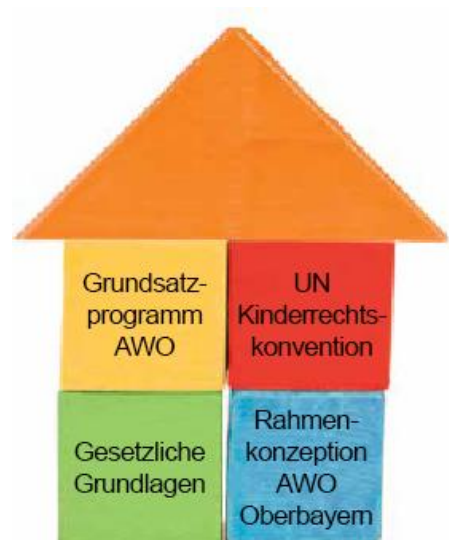 Grundsatz-
programm
AWO
UN
Kinderrechts-
konvention
Gesetzliche
Grundlagen
Rahmen-
konzeption
AWO
Oberbayern